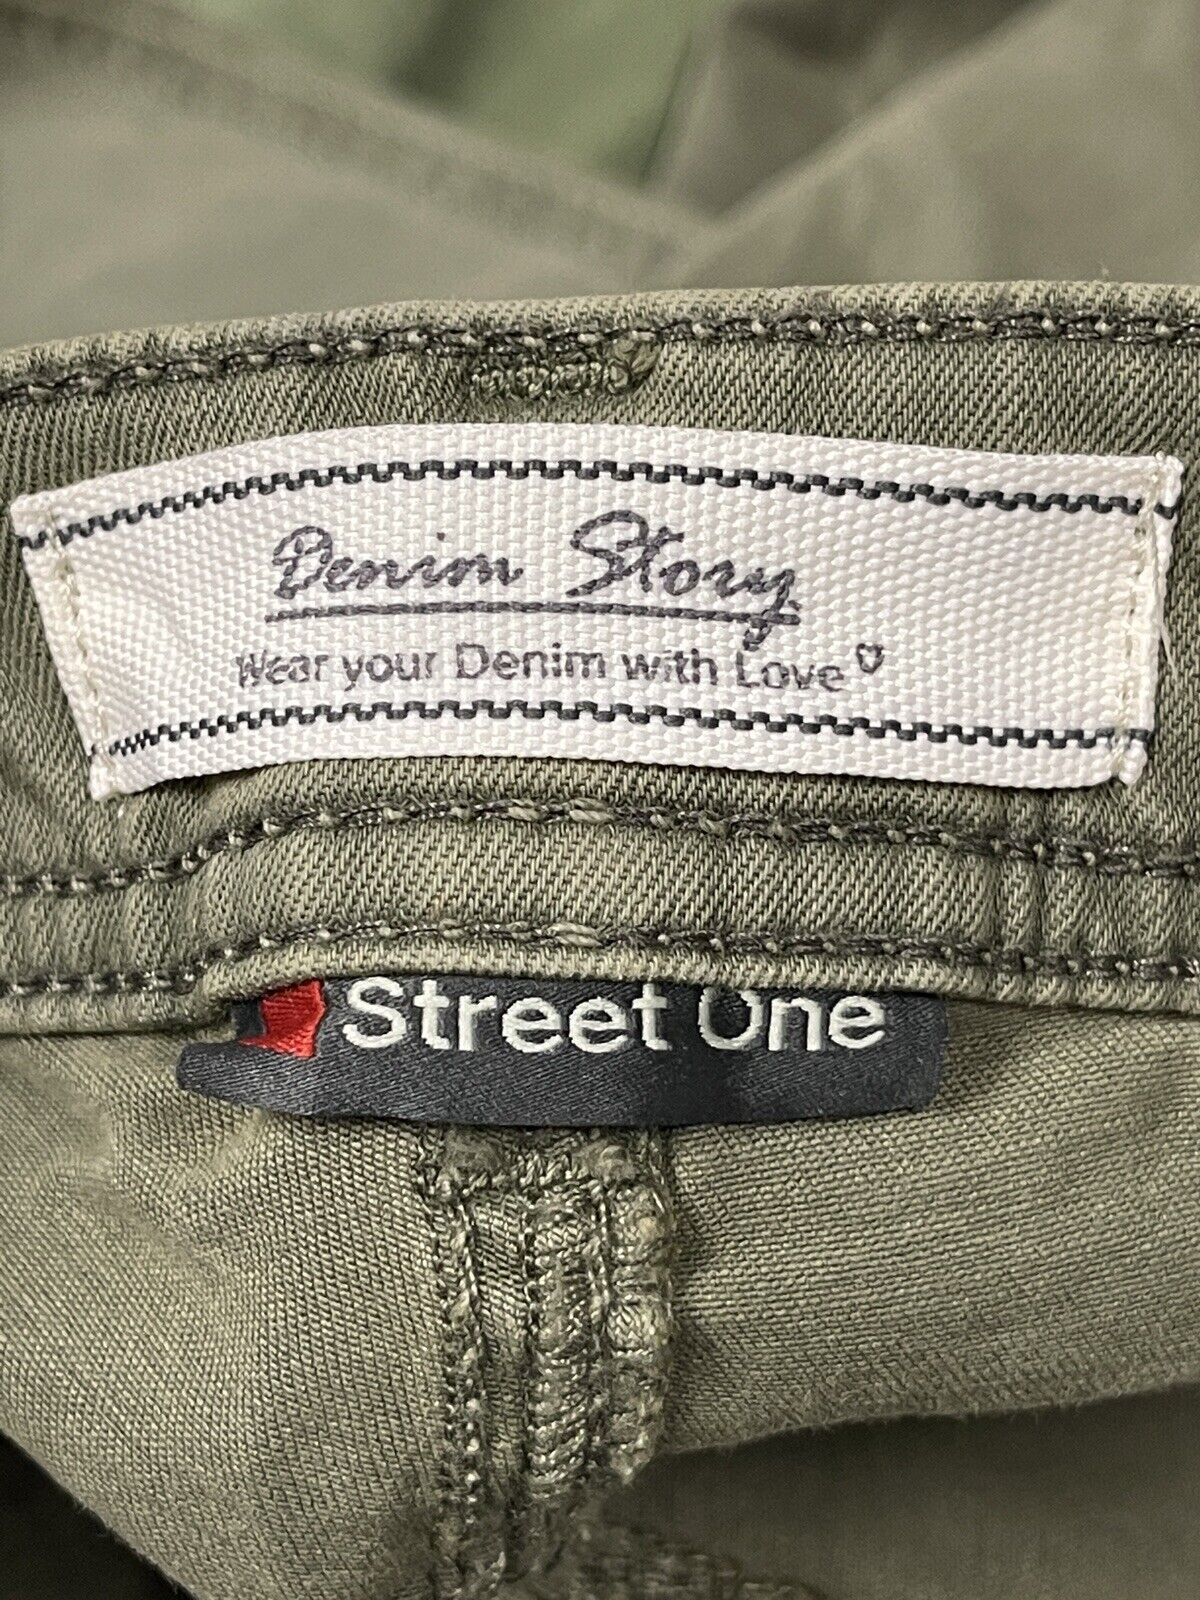 Denim Story
Wear your Denim with Love
Street One